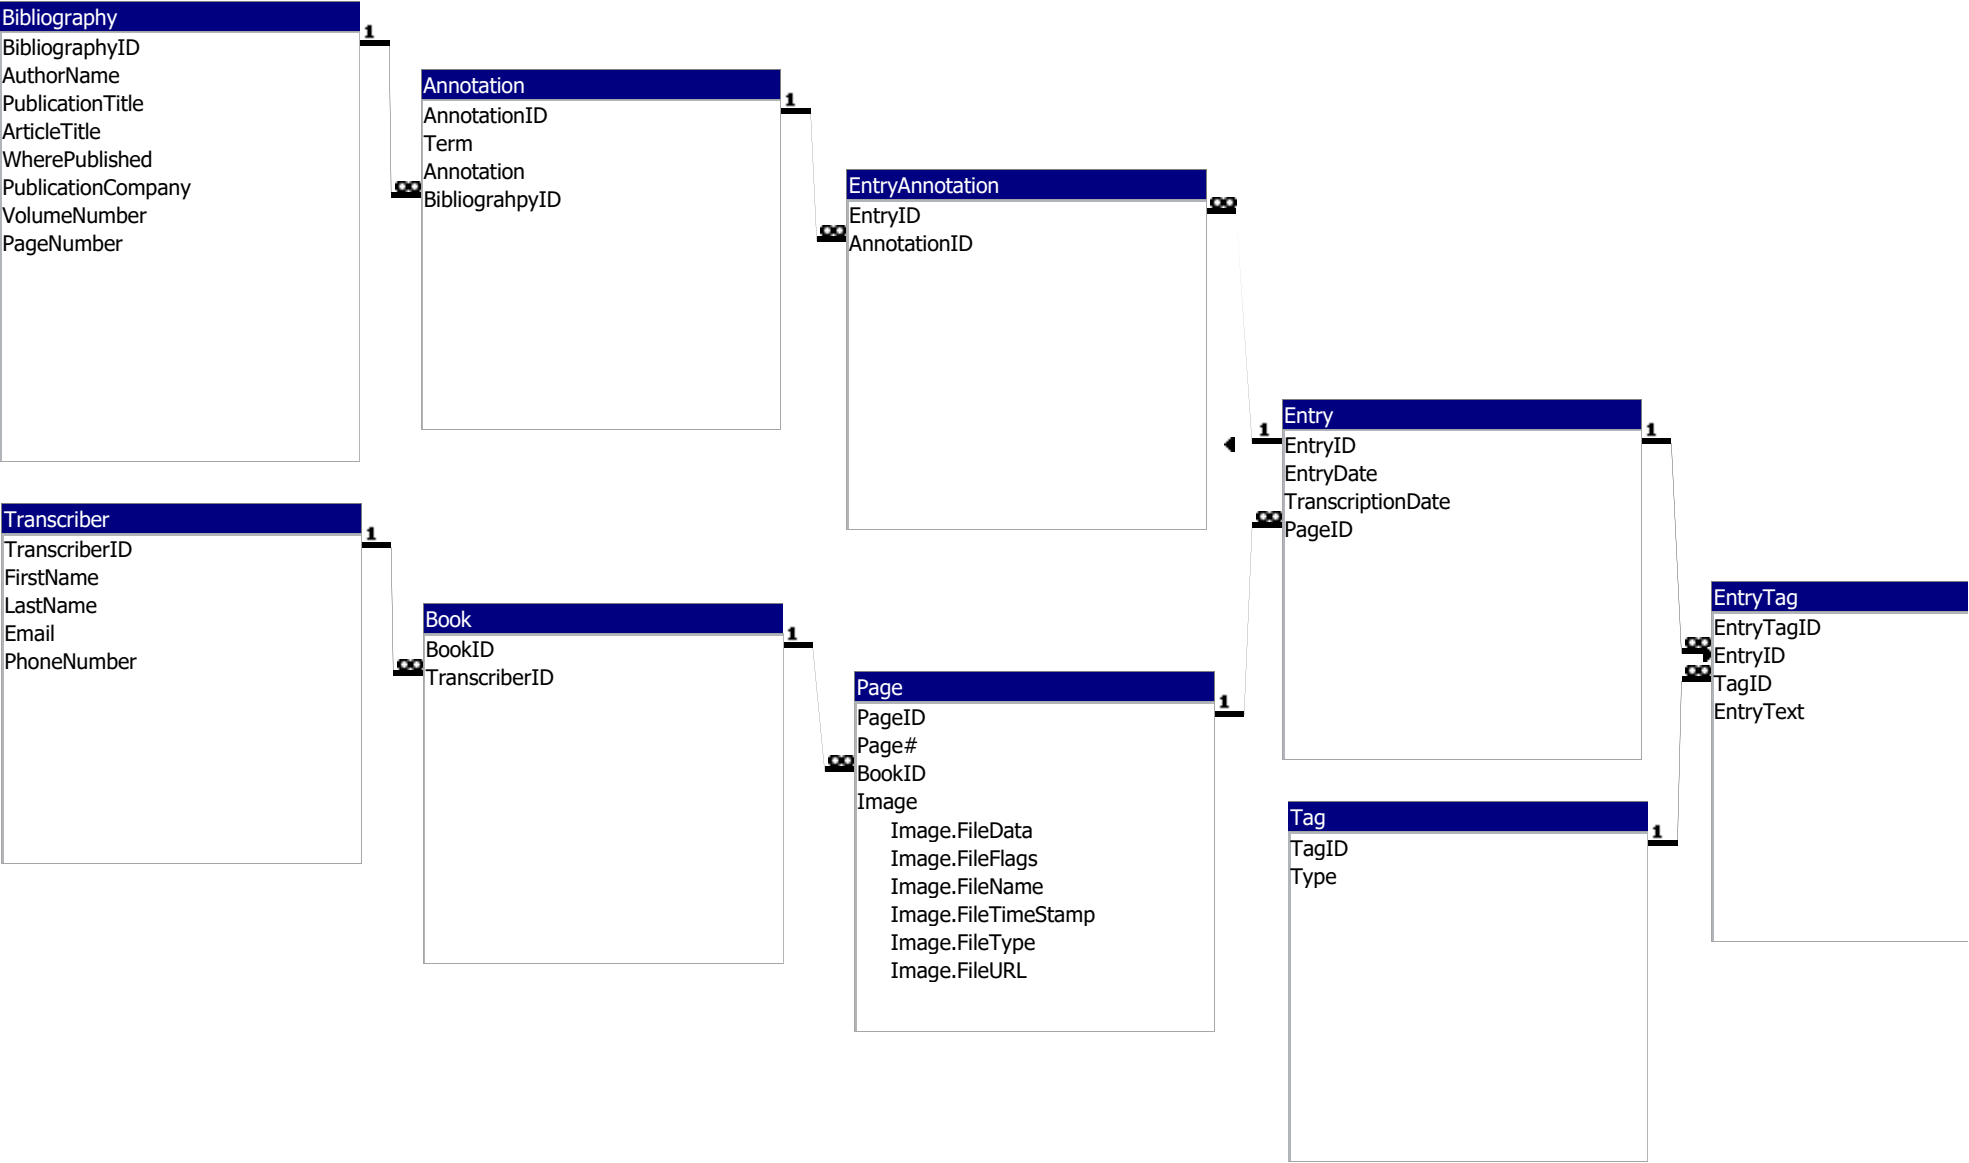 Bibliography
BibliographyID
AuthorName
PublicationTitle
ArticleTitle
WherePublished
PublicationCompany
VolumeNumber
PageNumber
1
∞
Annotation
AnnotationID
Term
Annotation
BibliograhpyID
1
∞
EntryAnnotation
EntryID
AnnotationID
∞
1
Entry
EntryID
EntryDate
TranscriptionDate
PageID
1
∞
Transcriber
TranscriberID
FirstName
LastName
Email
PhoneNumber
1
∞
Book
BookID
TranscriberID
1
∞
Page
PageID
Page#
BookID
Image
Image.FileData
Image.FileFlags
Image.FileName
Image.FileTimeStamp
Image.FileType
Image.FileURL
1
EntryTag
EntryTagID
EntryID
TagID
EntryText
∞
∞
Tag
TagID
Type
1